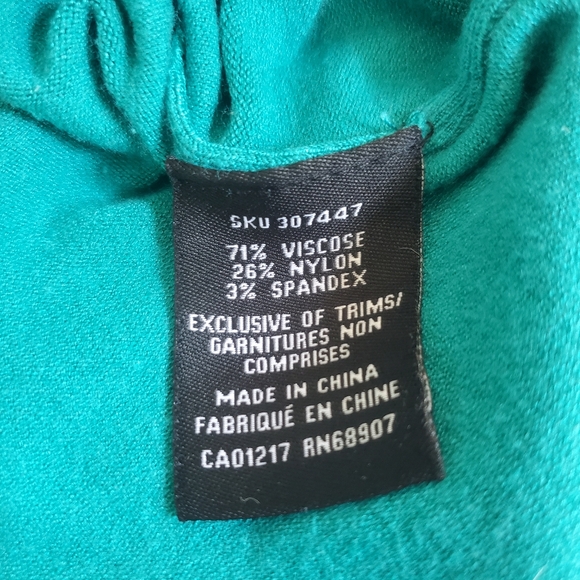 SKU 307447
71% VISCOSE
26% NYLON
3% SPANDEX
EXCLUSIVE OF TRIMS/
GARNITURES NON
COMPRISES
MADE IN CHINA
FABRIQUÉ EN CHINE
CA01217 RN68907